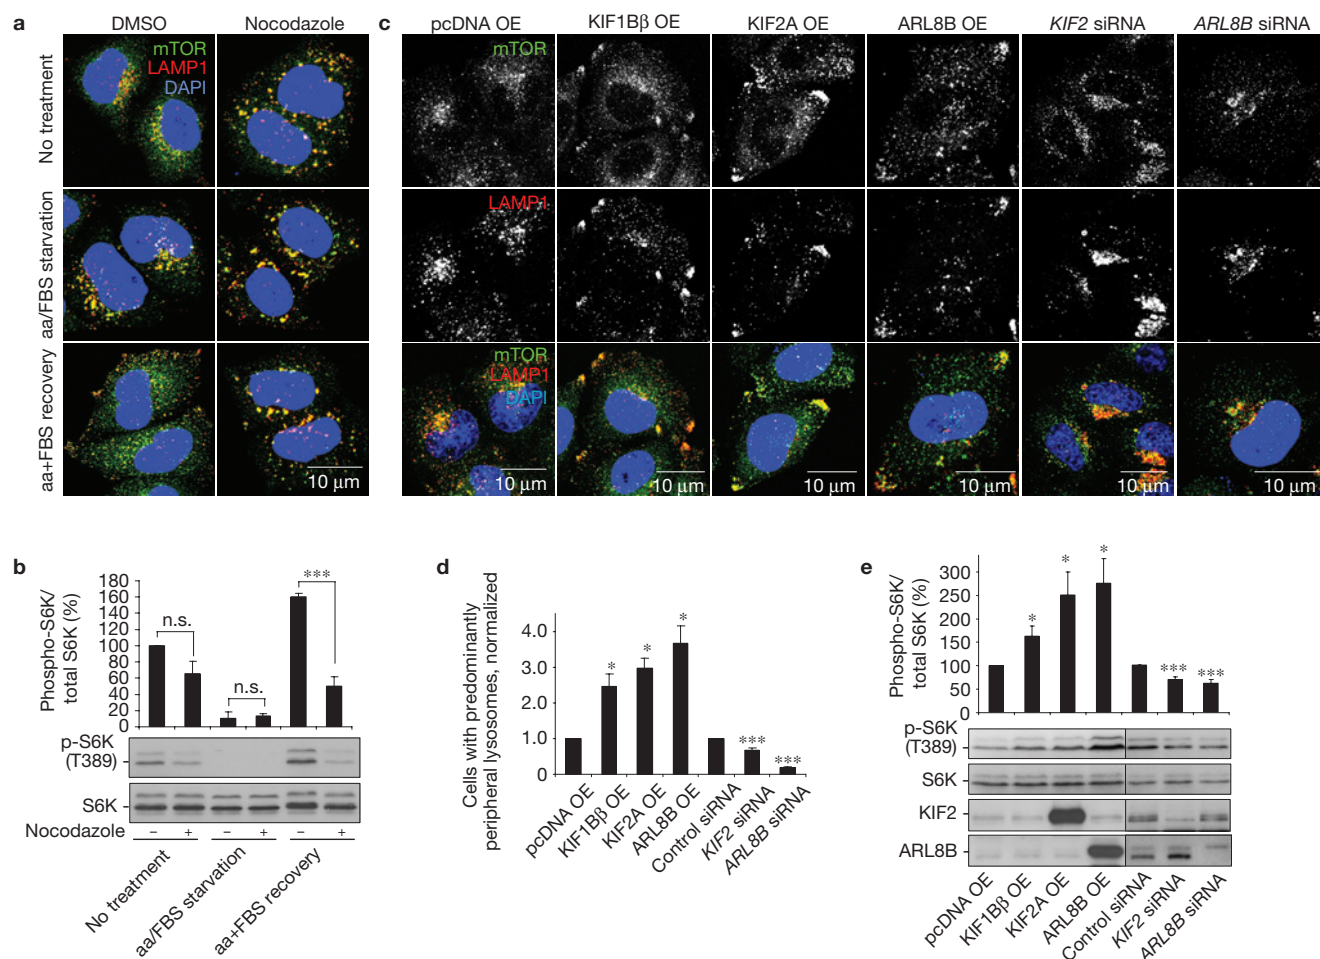 a
DMSO
Nocodazole
No treatment
aa/FBS starvation
aa+FBS recovery
mTOR
LAMP1
DAPI
10 µm
c
pcDNA OE
KIF1Bβ OE
KIF2A OE
ARL8B OE
KIF2 siRNA
ARL8B siRNA
mTOR
LAMP1
mTOR
LAMP1
DAPI
10 µm
10 µm
10 µm
10 µm
10 µm
10 µm
b
Phospho-S6K/
total S6K (%)
180
160
140
120
100
80
60
40
20
0
n.s.
n.s.
***
p-S6K
(T389)
S6K
Nocodazole
– + – + – +
No treatment
aa/FBS starvation
aa+FBS recovery
d
Cells with predominantly
peripheral lysosomes, normalized
4.0
3.0
2.0
1.0
0
*
*
*
***
***
pcDNA OE
KIF1Bβ OE
KIF2A OE
ARL8B OE
Control siRNA
KIF2 siRNA
ARL8B siRNA
e
Phospho-S6K/
total S6K (%)
300
250
200
150
100
50
0
*
*
*
***
***
p-S6K
(T389)
S6K
KIF2
ARL8B
pcDNA OE
KIF1Bβ OE
KIF2A OE
ARL8B OE
Control siRNA
KIF2 siRNA
ARL8B siRNA